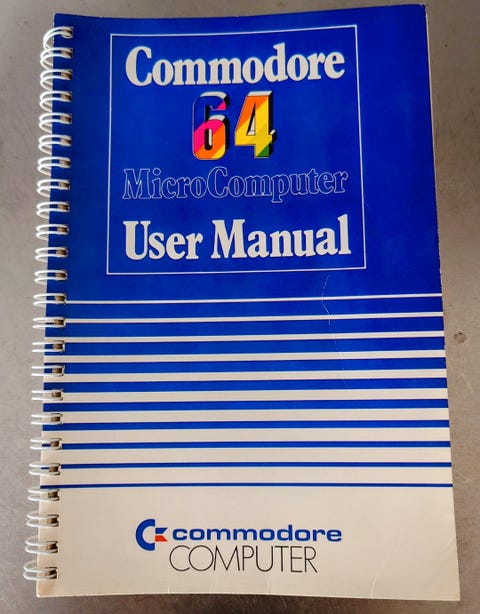 Commodore
64
MicroComputer
User Manual
commodore
COMPUTER